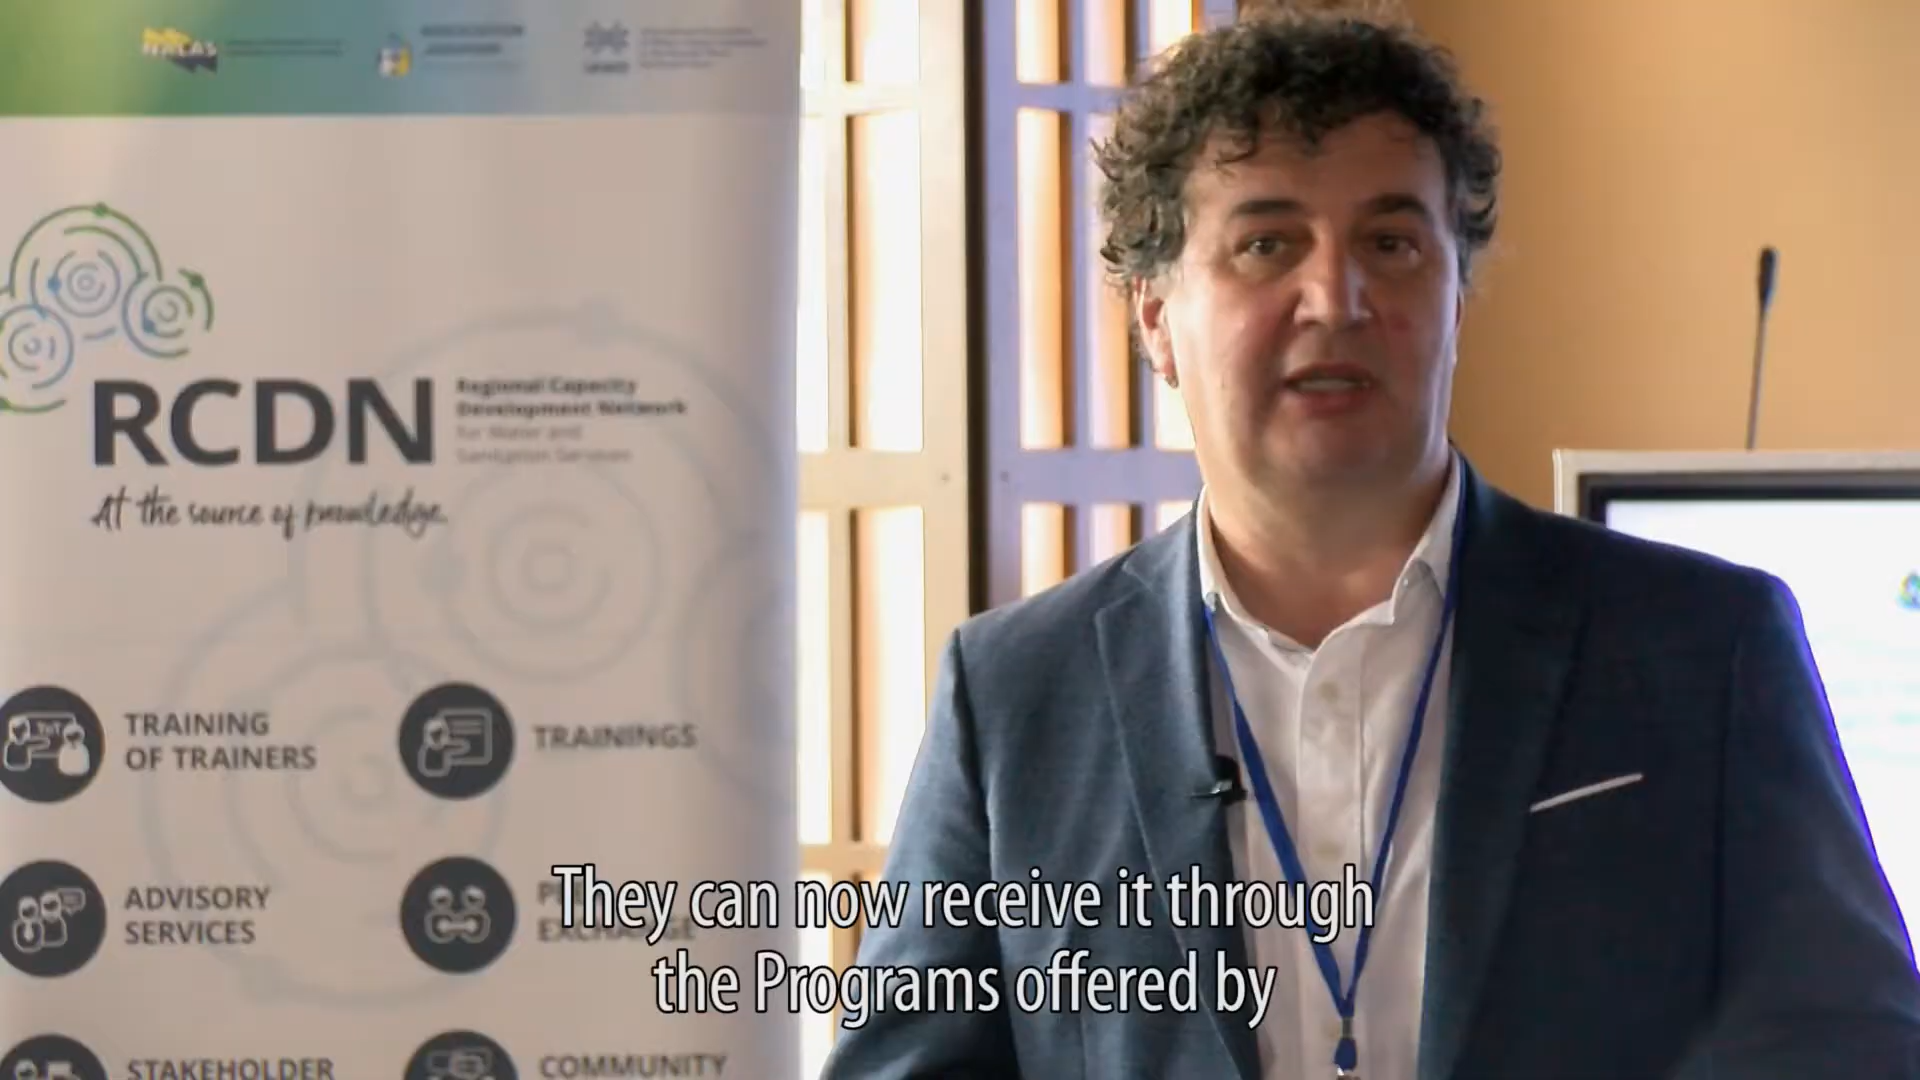 RCDN
Regional Capacity
Development Network
for Water and
Sanitation Services
At the source of knowledge
TRAINING
OF TRAINERS
TRAININGS
ADVISORY
SERVICES
EXCHANGE
STAKEHOLDER
COMMUNITY
They can now receive it through
the Programs offered by